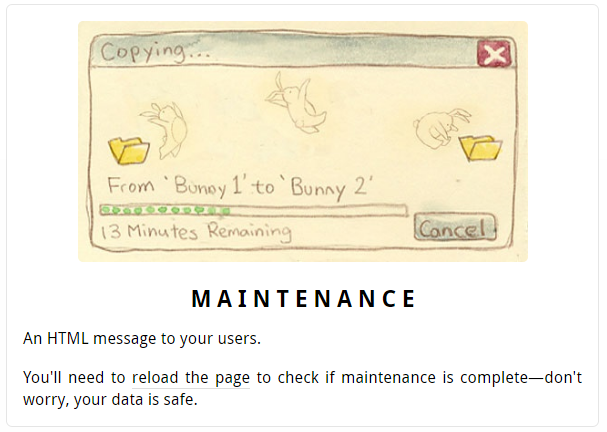 Copying...
From 'Bunny 1' to 'Bunny 2'
13 Minutes Remaining
Cancel
MAINTENANCE
An HTML message to your users.
You'll need to reload the page to check if maintenance is complete—don't
worry, your data is safe.